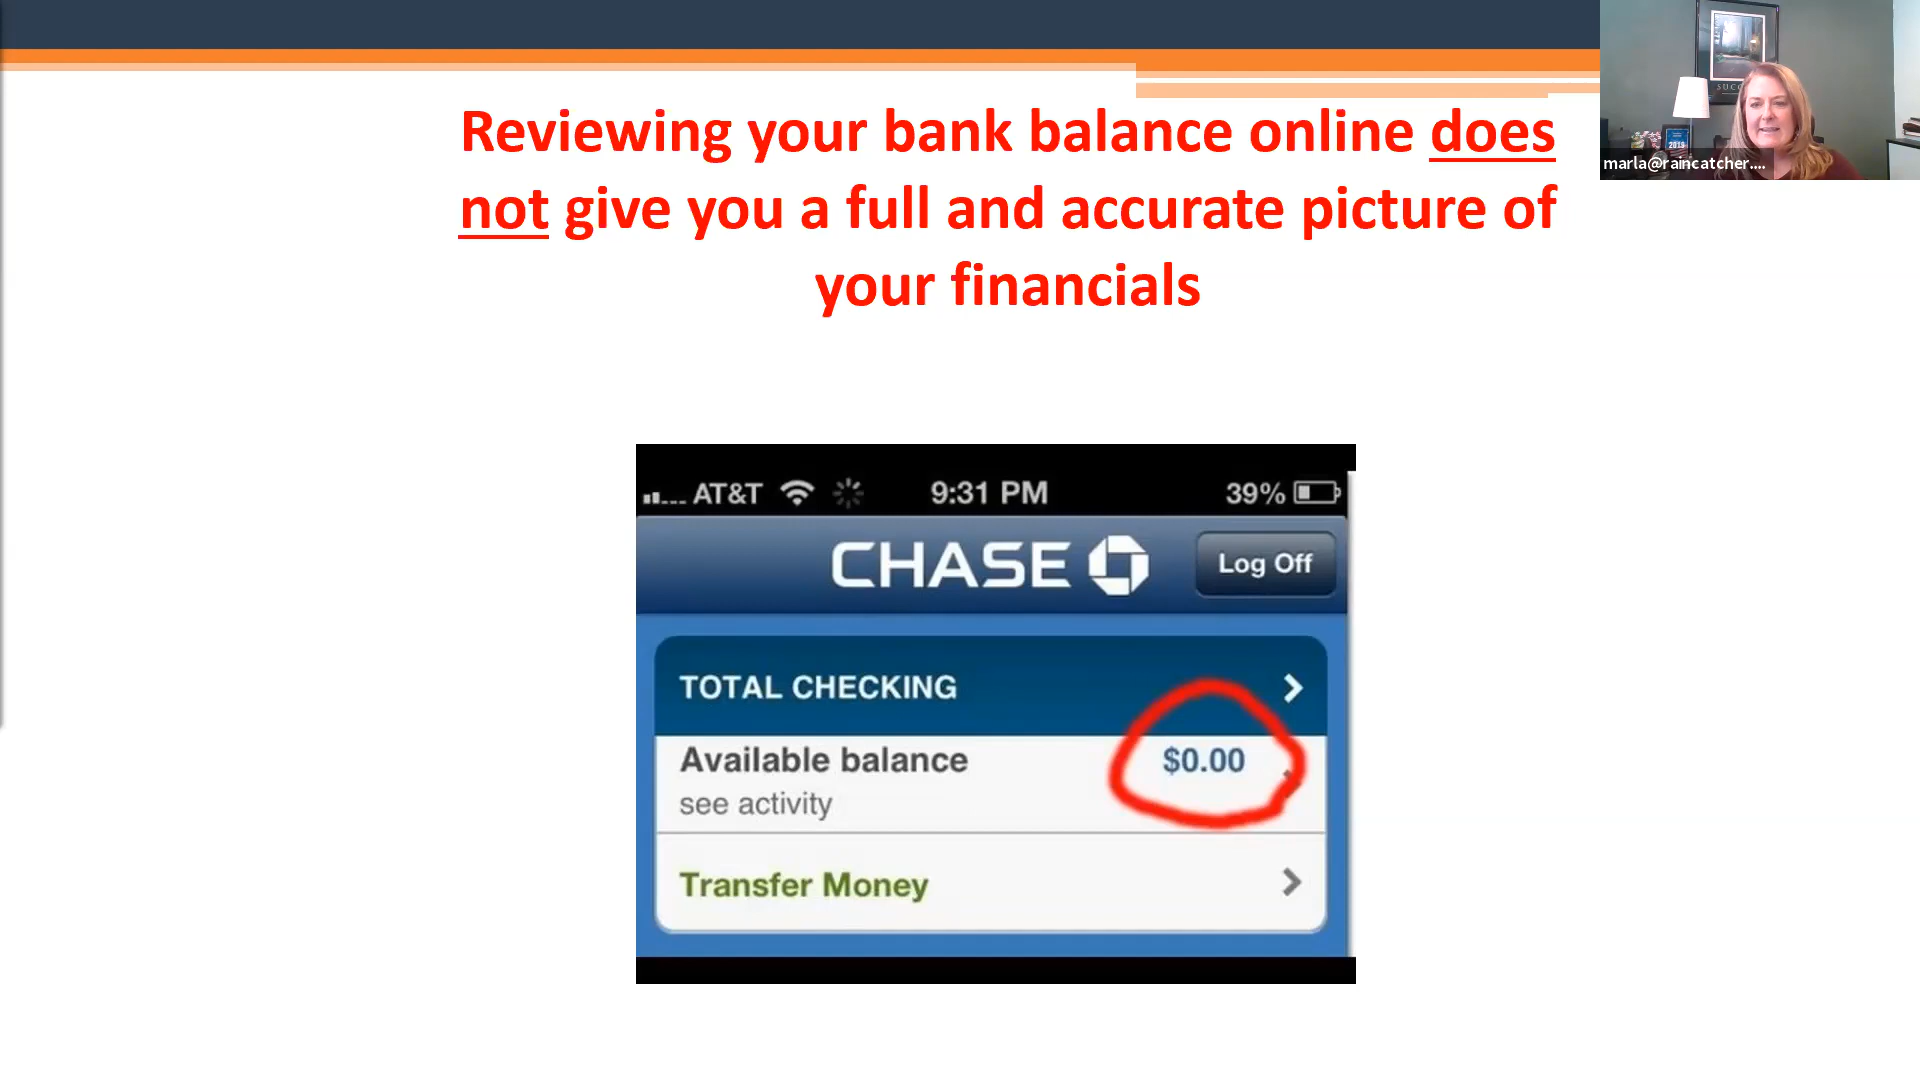 Reviewing your bank balance online does
not give you a full and accurate picture of
your financials
marla@raincatcher....
2019
AT&T 9:31 PM 39%
CHASE
Log Off
TOTAL CHECKING
Available balance $0.00
see activity
Transfer Money